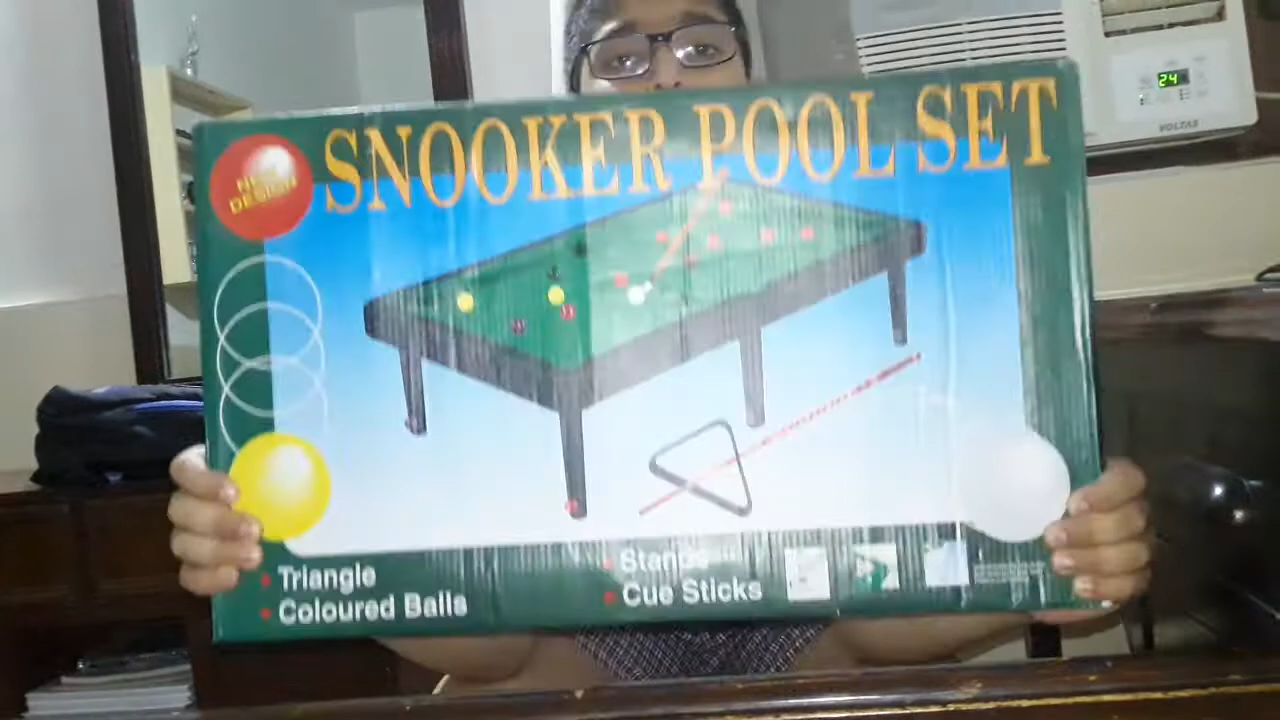 SNOOKER POOL SET
NEW
DESIGN
24
VOLTAS
Triangle
Coloured Balls
Stands
Cue Sticks